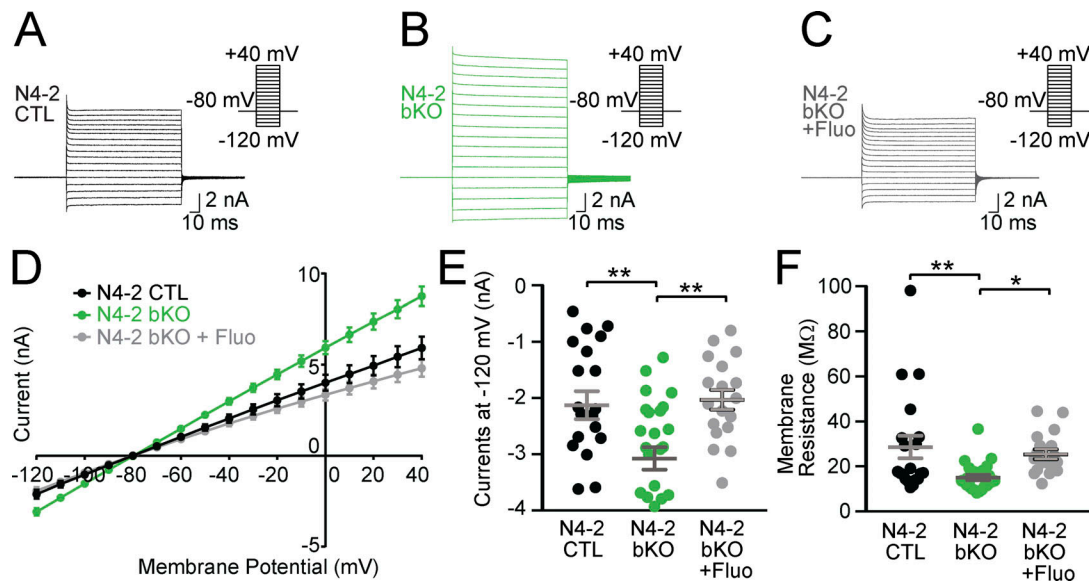 A
N4-2
CTL
+40 mV
-80 mV
-120 mV
2 nA
10 ms
B
N4-2
bKO
+40 mV
-80 mV
-120 mV
2 nA
10 ms
C
N4-2
bKO
+Fluo
+40 mV
-80 mV
-120 mV
2 nA
10 ms
D
N4-2 CTL
N4-2 bKO
N4-2 bKO + Fluo
Current (nA)
10
5
0
-5
-120 -100 -80 -60 -40 -20 20 40
Membrane Potential (mV)
E
Currents at -120 mV (nA)
0
-1
-2
-3
-4
** **
N4-2
CTL
N4-2
bKO
N4-2
bKO
+Fluo
F
Membrane
Resistance (MΩ)
100
80
60
40
20
0
** *
N4-2
CTL
N4-2
bKO
N4-2
bKO
+Fluo